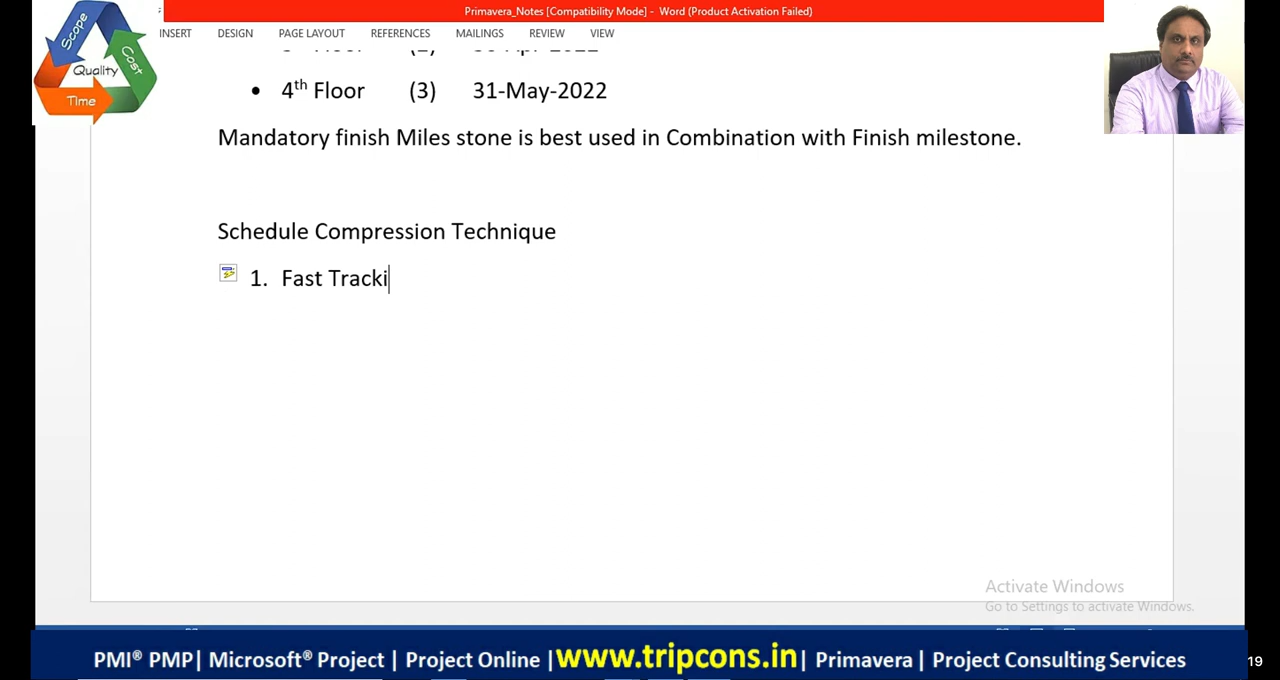 Primavera_Notes [Compatibility Mode] - Word (Product Activation Failed)
INSERT DESIGN PAGE LAYOUT REFERENCES MAILINGS REVIEW VIEW
Scope
Cost
Quality
Time
• 4th Floor (3) 31-May-2022
Mandatory finish Miles stone is best used in Combination with Finish milestone.
Schedule Compression Technique
1. Fast Tracki
Activate Windows
Go to Settings to activate Windows.
PMI® PMP| Microsoft® Project | Project Online |www.tripcons.in| Primavera | Project Consulting Services
19